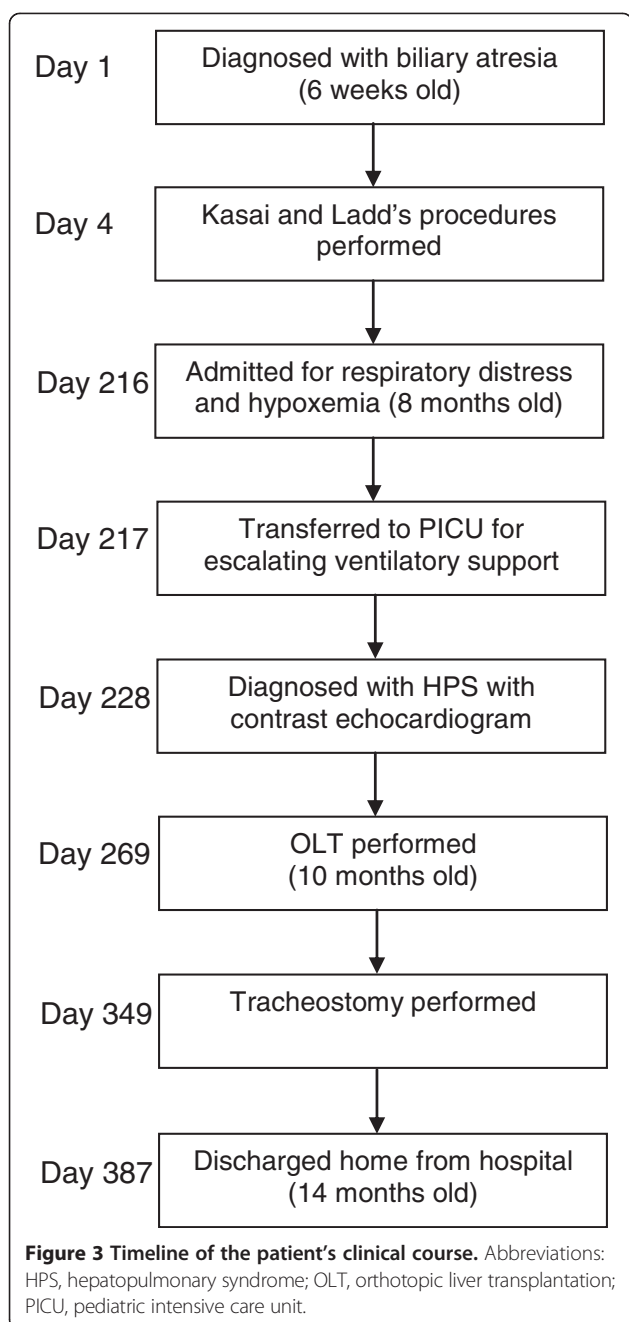 Day 1
Diagnosed with biliary atresia
(6 weeks old)
Day 4
Kasai and Ladd's procedures
performed
Day 216
Admitted for respiratory distress
and hypoxemia (8 months old)
Day 217
Transferred to PICU for
escalating ventilatory support
Day 228
Diagnosed with HPS with
contrast echocardiogram
Day 269
OLT performed
(10 months old)
Day 349
Tracheostomy performed
Day 387
Discharged home from hospital
(14 months old)
Figure 3 Timeline of the patient's clinical course. Abbreviations:
HPS, hepatopulmonary syndrome; OLT, orthotopic liver transplantation;
PICU, pediatric intensive care unit.